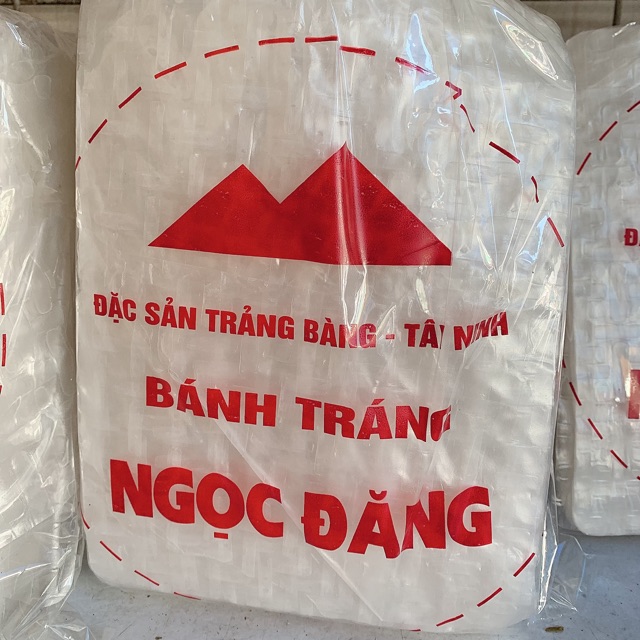 ĐẶC SẢN TRẢNG BÀNG - TÂY NINH
BÁNH TRÁNG
NGỌC ĐĂNG